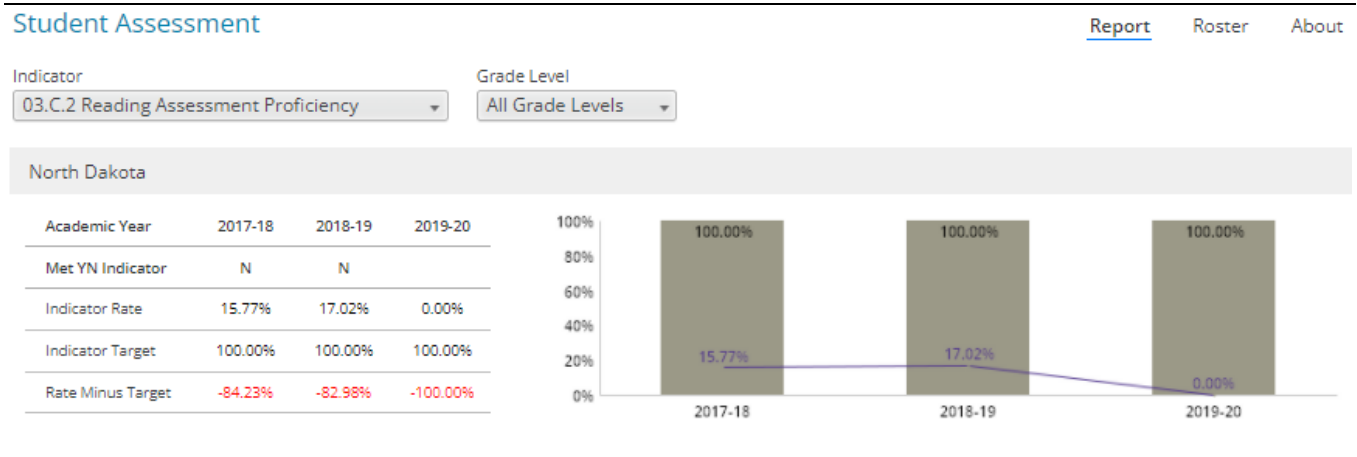 Student Assessment
Report Roster About
Indicator Grade Level
03.C.2 Reading Assessment Proficiency All Grade Levels
North Dakota
Academic Year 2017-18 2018-19 2019-20
Met YN Indicator N N
Indicator Rate 15.77% 17.02% 0.00%
Indicator Target 100.00% 100.00% 100.00%
Rate Minus Target -84.23% -82.98% -100.00%
100%
80%
60%
40%
20%
0%
100.00% 100.00% 100.00%
15.77% 17.02% 0.00%
2017-18 2018-19 2019-20